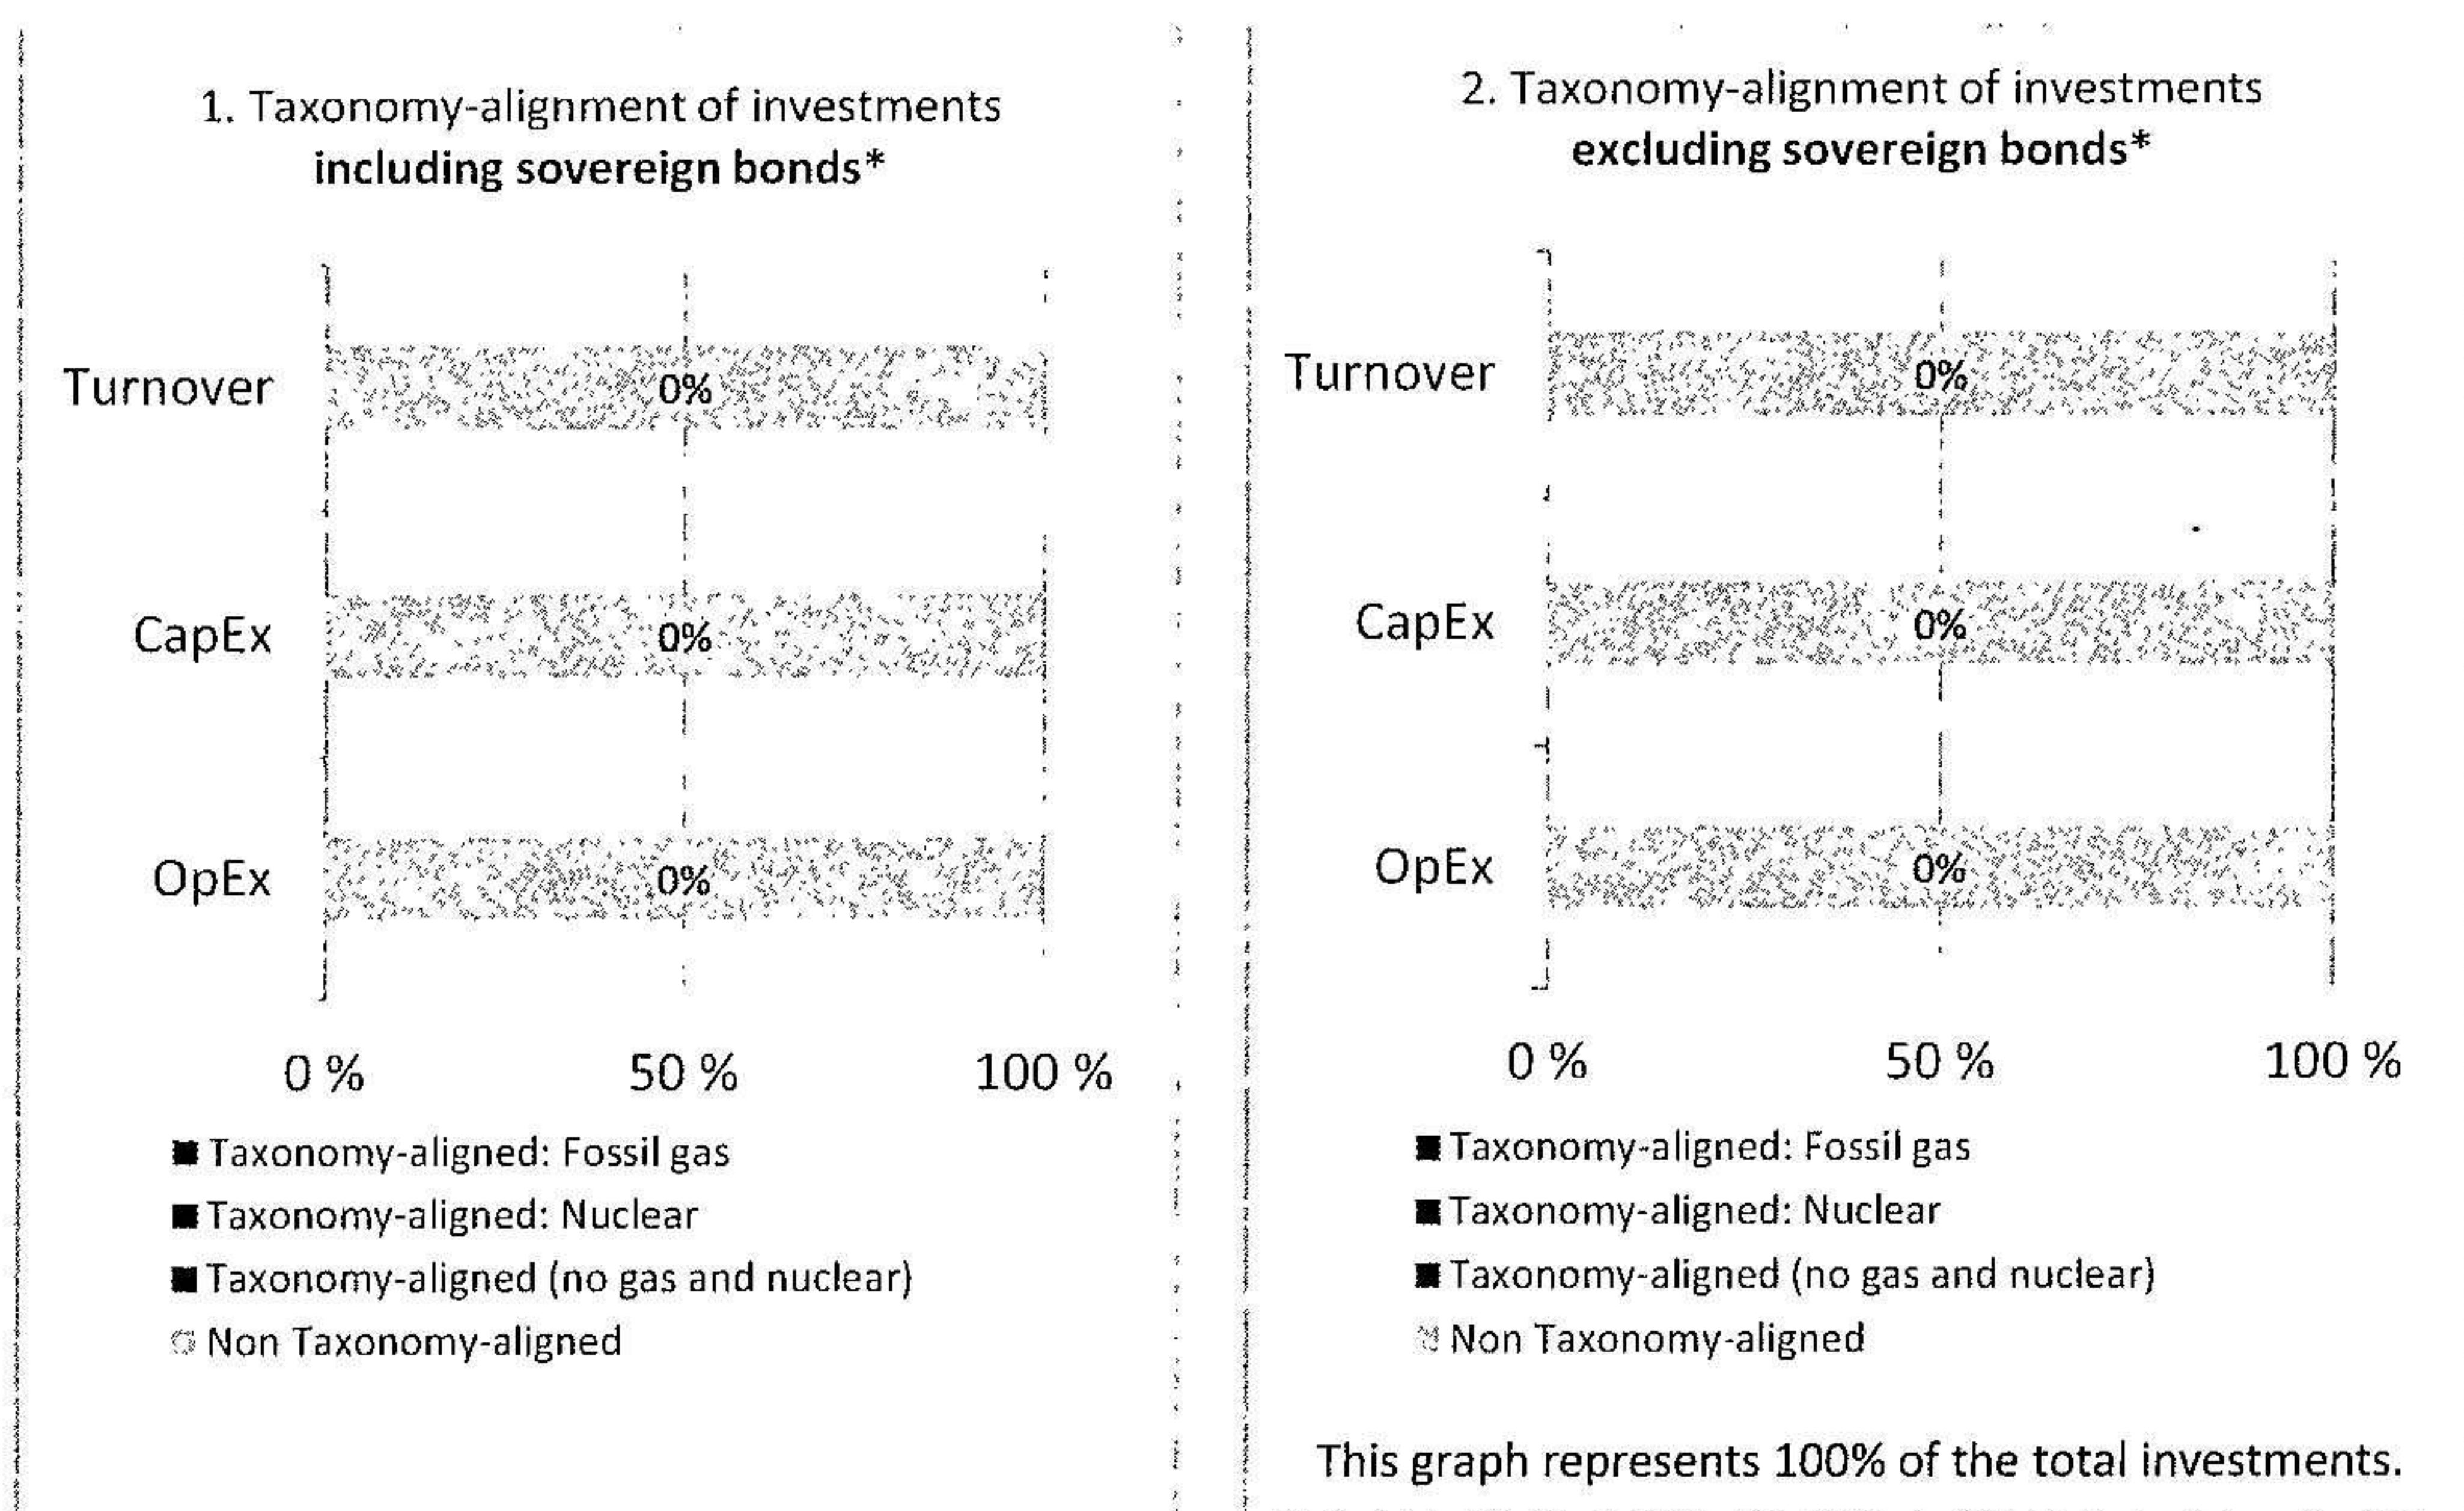 1. Taxonomy-alignment of investments
including sovereign bonds*
Turnover
0%
CapEx
0%
OpEx
0%
0 %
50 %
100 %
Taxonomy-aligned: Fossil gas
Taxonomy-aligned: Nuclear
Taxonomy-aligned (no gas and nuclear)
Non Taxonomy-aligned
2. Taxonomy-alignment of investments
excluding sovereign bonds*
Turnover
0%
CapEx
0%
OpEx
0%
0 %
50 %
100 %
Taxonomy-aligned: Fossil gas
Taxonomy-aligned: Nuclear
Taxonomy-aligned (no gas and nuclear)
Non Taxonomy-aligned
This graph represents 100% of the total investments.